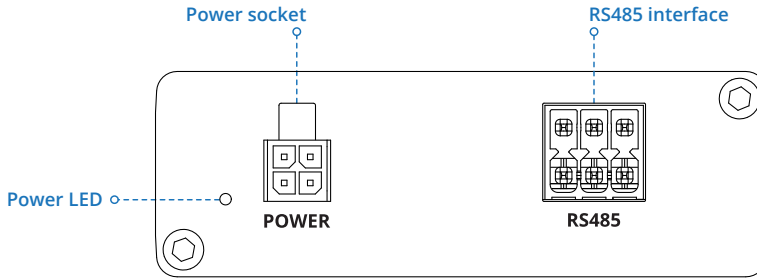 Power socket
RS485 interface
Power LED
POWER
RS485